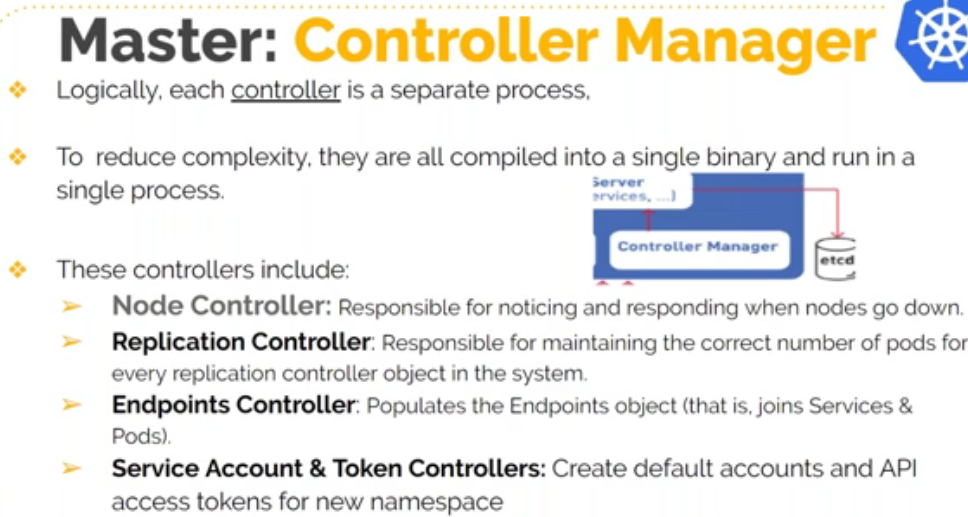 Master: Controller Manager
Logically, each controller is a separate process,
To reduce complexity, they are all compiled into a single binary and run in a
single process.
Server
ervices, ...)
Controller Manager
etcd
These controllers include:
Node Controller: Responsible for noticing and responding when nodes go down.
Replication Controller: Responsible for maintaining the correct number of pods for
every replication controller object in the system.
Endpoints Controller: Populates the Endpoints object (that is, joins Services &
Pods).
Service Account & Token Controllers: Create default accounts and API
access tokens for new namespace